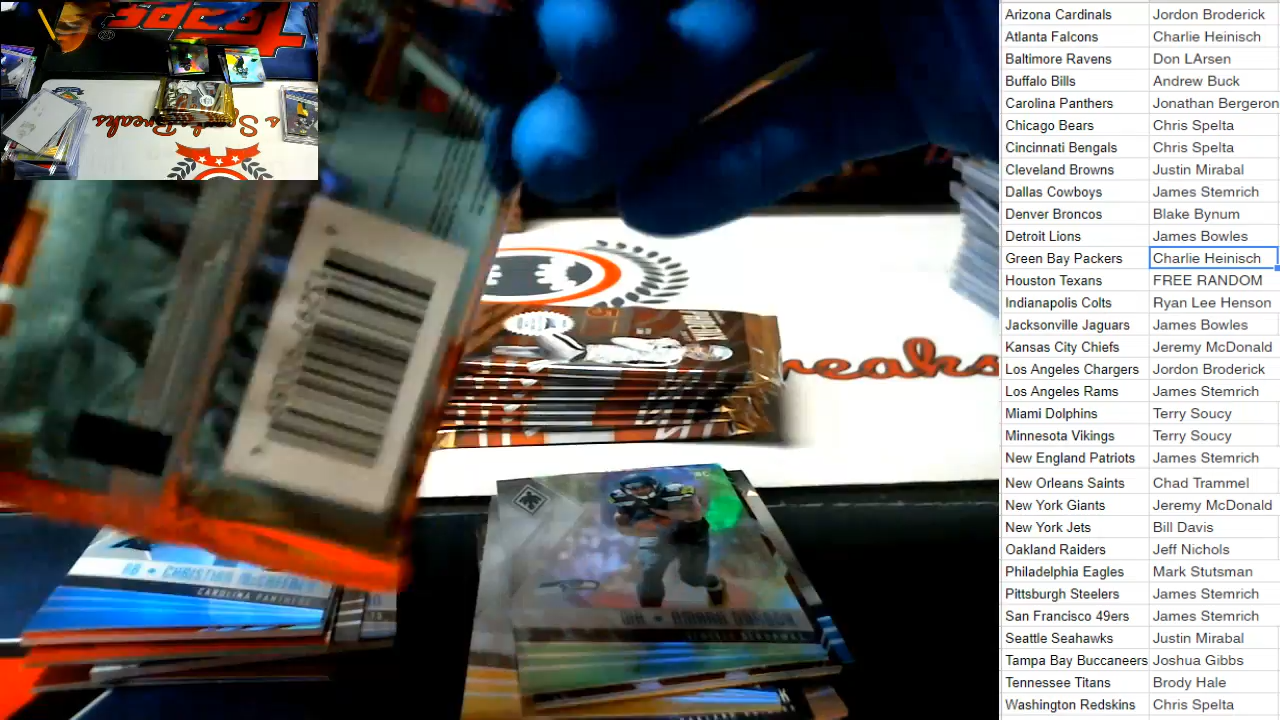 Arizona Cardinals Jordon Broderick
Atlanta Falcons Charlie Heinisch
Baltimore Ravens Don LArsen
Buffalo Bills Andrew Buck
Carolina Panthers Jonathan Bergeron
Chicago Bears Chris Spelta
Cincinnati Bengals Chris Spelta
Cleveland Browns Justin Mirabal
Dallas Cowboys James Stemrich
Denver Broncos Blake Bynum
Detroit Lions James Bowles
Green Bay Packers Charlie Heinisch
Houston Texans FREE RANDOM
Indianapolis Colts Ryan Lee Henson
Jacksonville Jaguars James Bowles
Kansas City Chiefs Jeremy McDonald
Los Angeles Chargers Jordon Broderick
Los Angeles Rams James Stemrich
Miami Dolphins Terry Soucy
Minnesota Vikings Terry Soucy
New England Patriots James Stemrich
New Orleans Saints Chad Trammel
New York Giants Jeremy McDonald
New York Jets Bill Davis
Oakland Raiders Jeff Nichols
Philadelphia Eagles Mark Stutsman
Pittsburgh Steelers James Stemrich
San Francisco 49ers James Stemrich
Seattle Seahawks Justin Mirabal
Tampa Bay Buccaneers Joshua Gibbs
Tennessee Titans Brody Hale
Washington Redskins Chris Spelta
reaks
CAROLINA PANTHERS